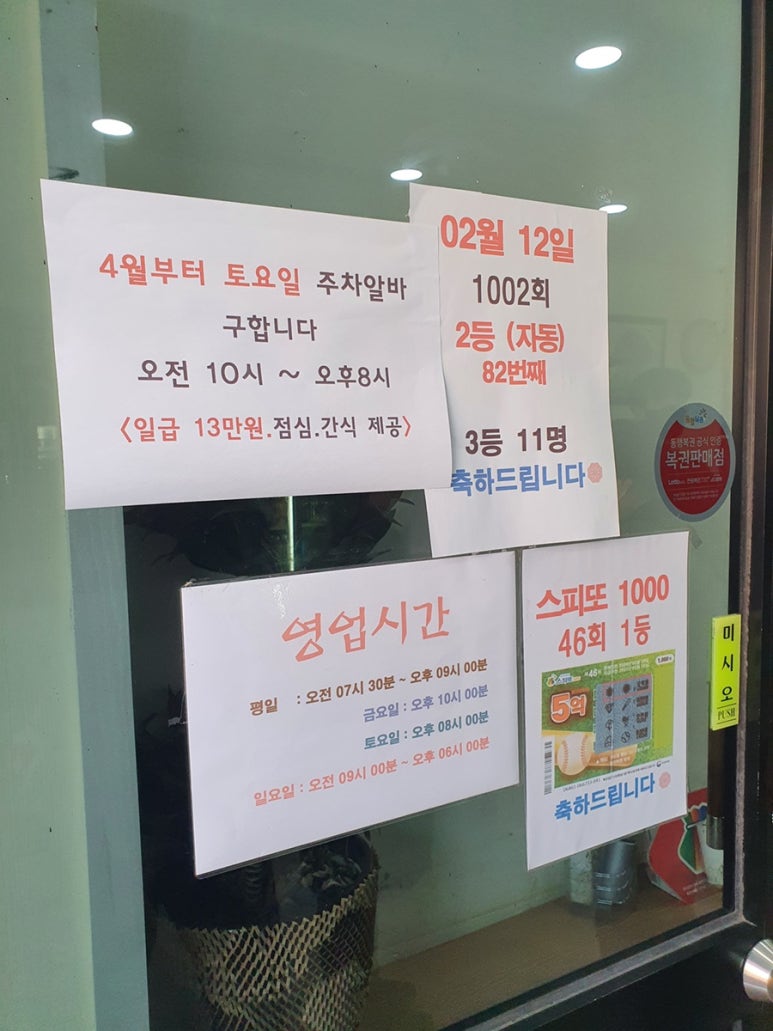 4월부터 토요일 주차알바
구합니다
오전 10시 ~ 오후8시
<일급 13만원.점심.간식 제공>
02월 12일
1002회
2등 (자동)
82번째
3등 11명
축하드립니다
동행복권 공식 인증
복권판매점
영업시간
평일 : 오전 07시 30분 ~ 오후 09시 00분
금요일 : 오후 10시 00분
토요일 : 오후 08시 00분
일요일 : 오전 09시 00분 ~ 오후 06시 00분
스피또 1000
46회 1등
5억
축하드립니다
미시오
PUSH